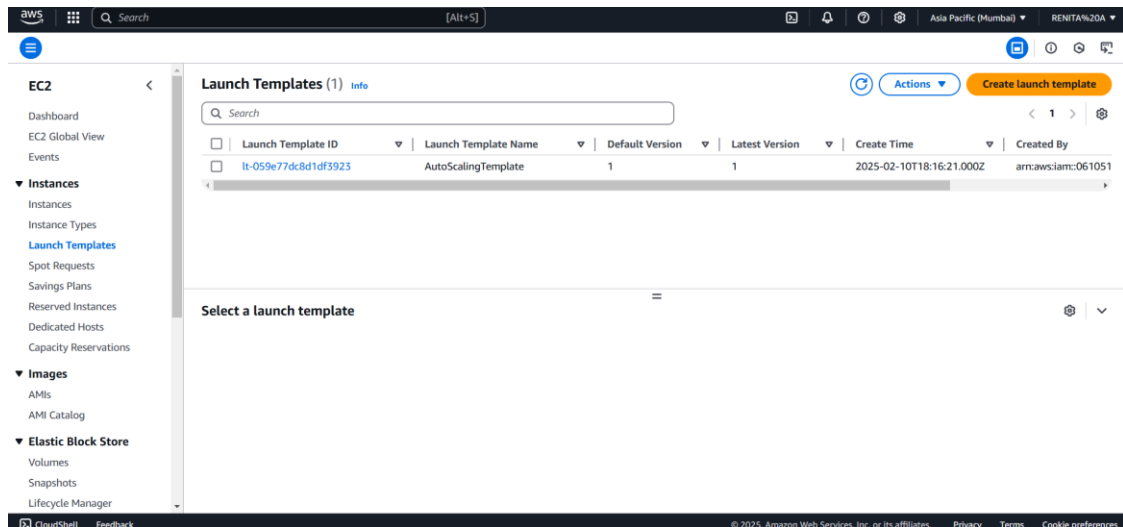 aws
Search
[Alt+S]
Asia Pacific (Mumbai)
RENITA%20A
EC2
Dashboard
EC2 Global View
Events
Instances
Instances
Instance Types
Launch Templates
Spot Requests
Savings Plans
Reserved Instances
Dedicated Hosts
Capacity Reservations
Images
AMIs
AMI Catalog
Elastic Block Store
Volumes
Snapshots
Lifecycle Manager
Launch Templates (1) Info
Actions
Create launch template
Search
1
Launch Template ID Launch Template Name Default Version Latest Version Create Time Created By
lt-059e77dc8d1df3923 AutoScalingTemplate 1 1 2025-02-10T18:16:21.000Z arn:aws:iam::061051
Select a launch template
CloudShell Feedback © 2025, Amazon Web Services, Inc. or its affiliates. Privacy Terms Cookie preferences